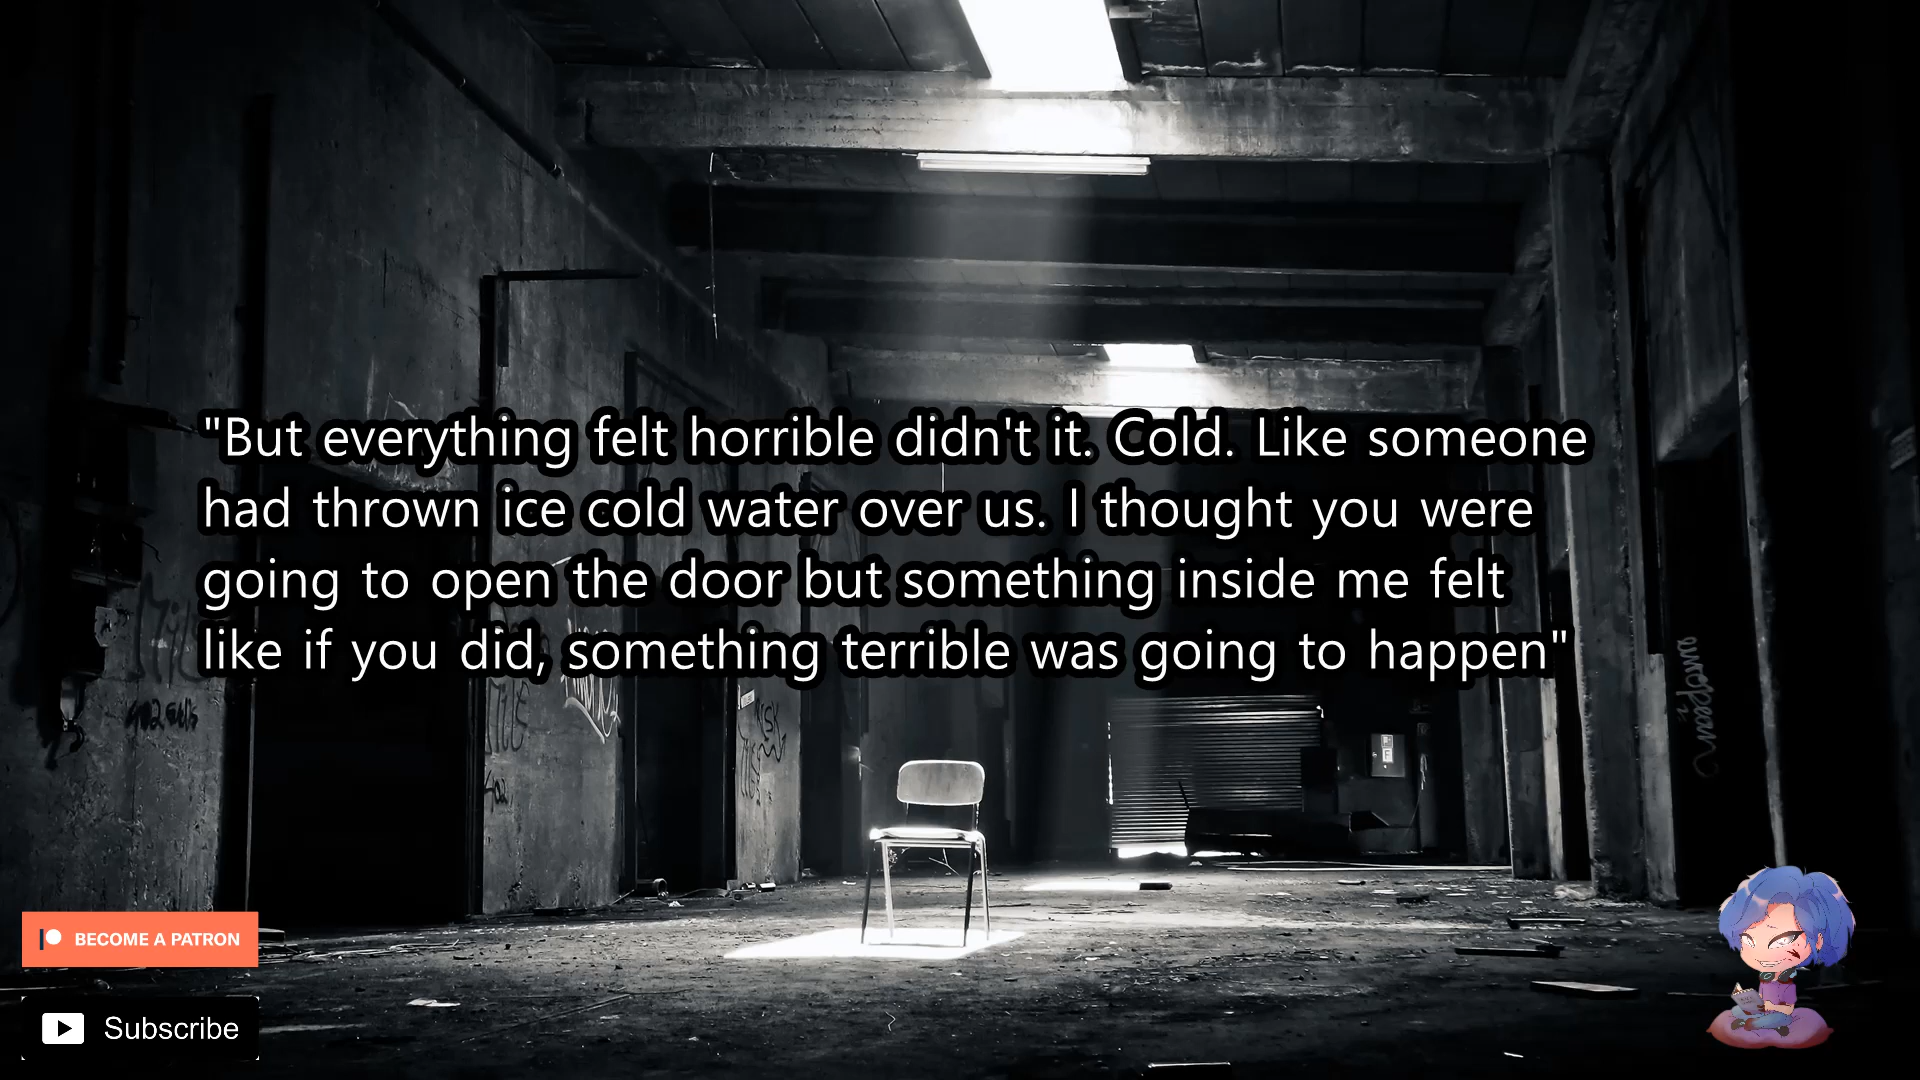 "But everything felt horrible didn't it. Cold. Like someone
had thrown ice cold water over us. I thought you were
going to open the door but something inside me felt
like if you did, something terrible was going to happen"
BECOME A PATRON
Subscribe